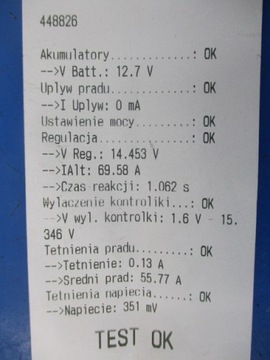 448826
Akumulatory...........: OK
-->V Batt.: 12.7 V
Uplyw pradu...........: OK
-->I Uplyw: 0 mA
Ustawienie mocy.......: OK
Regulacja.............: OK
-->V Reg.: 14.453 V
-->IAlt: 69.58 A
-->Czas reakcji: 1.062 s
Wylaczenie kontrolki...: OK
-->V wyl. kontrolki: 1.6 V - 15.
346 V
Tetnienia pradu........: OK
-->Tetnienie: 0.13 A
-->Sredni prad: 55.77 A
Tetnienia napiecia.....: OK
-->Napiecie: 351 mV
TEST OK